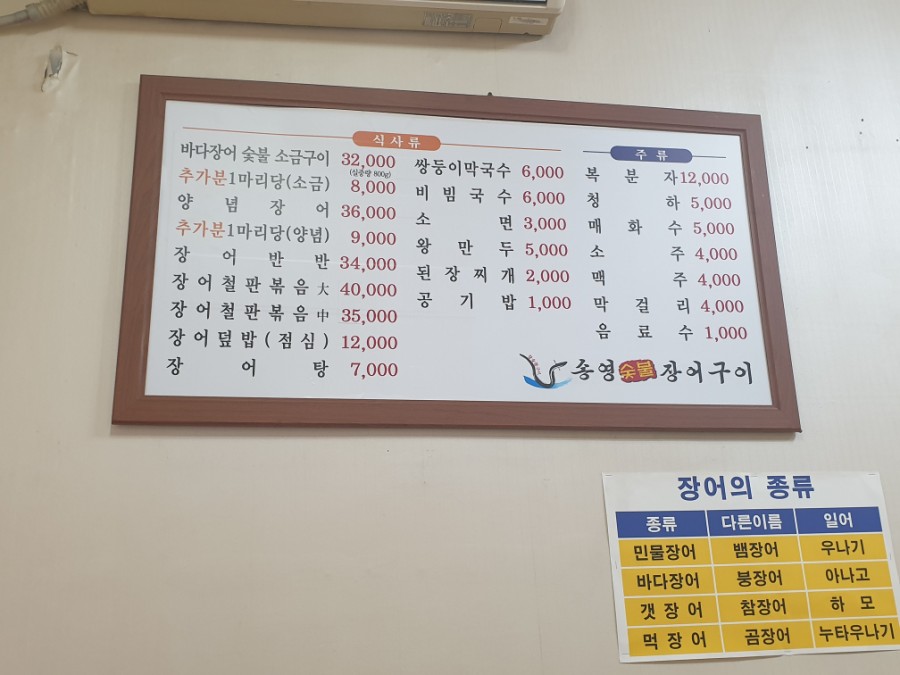 식사류
바다장어 숯불 소금구이 32,000
(실중량 800g)
추가분1마리당(소금) 8,000
양념장어 36,000
추가분1마리당(양념) 9,000
장어반반 34,000
장어철판볶음 大 40,000
장어철판볶음 中 35,000
장어덮밥(점심) 12,000
장어탕 7,000
쌍둥이막국수 6,000
비빔국수 6,000
소면 3,000
왕만두 5,000
된장찌개 2,000
공기밥 1,000
주류
복분자 12,000
청하 5,000
매화수 5,000
소주 4,000
맥주 4,000
막걸리 4,000
음료수 1,000
송영숯불장어구이
장어의 종류
종류 다른이름 일어
민물장어 뱀장어 우나기
바다장어 붕장어 아나고
갯장어 참장어 하모
먹장어 곰장어 누타우나기